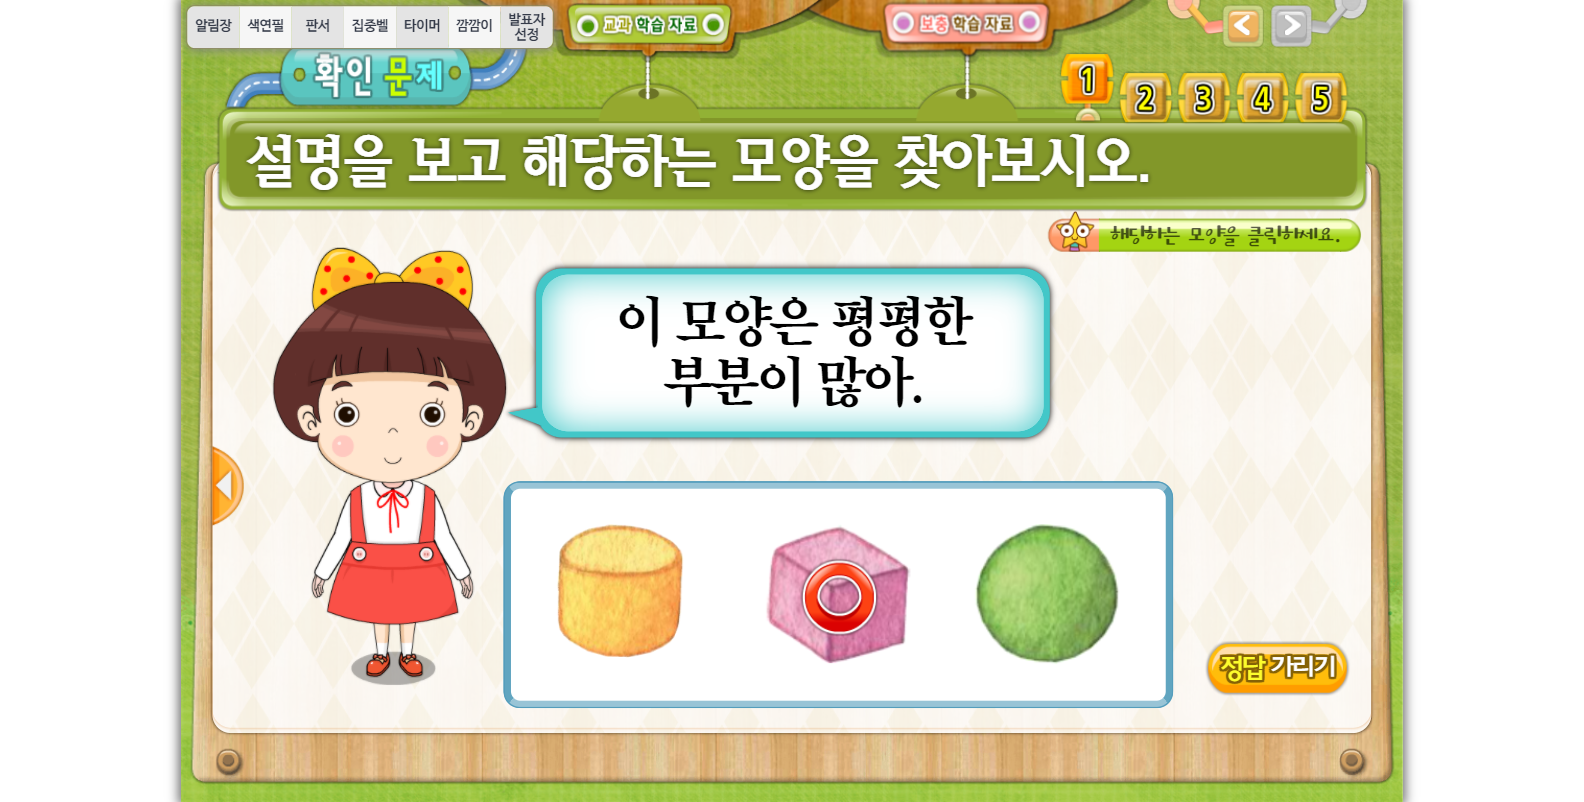 알림장 색연필 판서 집중벨 타이머 깜깜이 발표자
선정
교과 학습 자료
보충 학습 자료
확인 문제
1 2 3 4 5
설명을 보고 해당하는 모양을 찾아보시오.
해당하는 모양을 클릭하세요.
이 모양은 평평한
부분이 많아.
정답 가리기